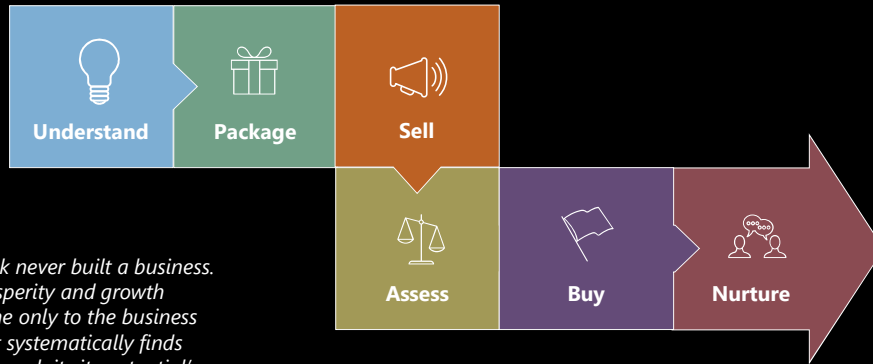 Understand
Package
Sell
Assess
Buy
Nurture
k never built a business.
sperity and growth
ne only to the business
t systematically finds